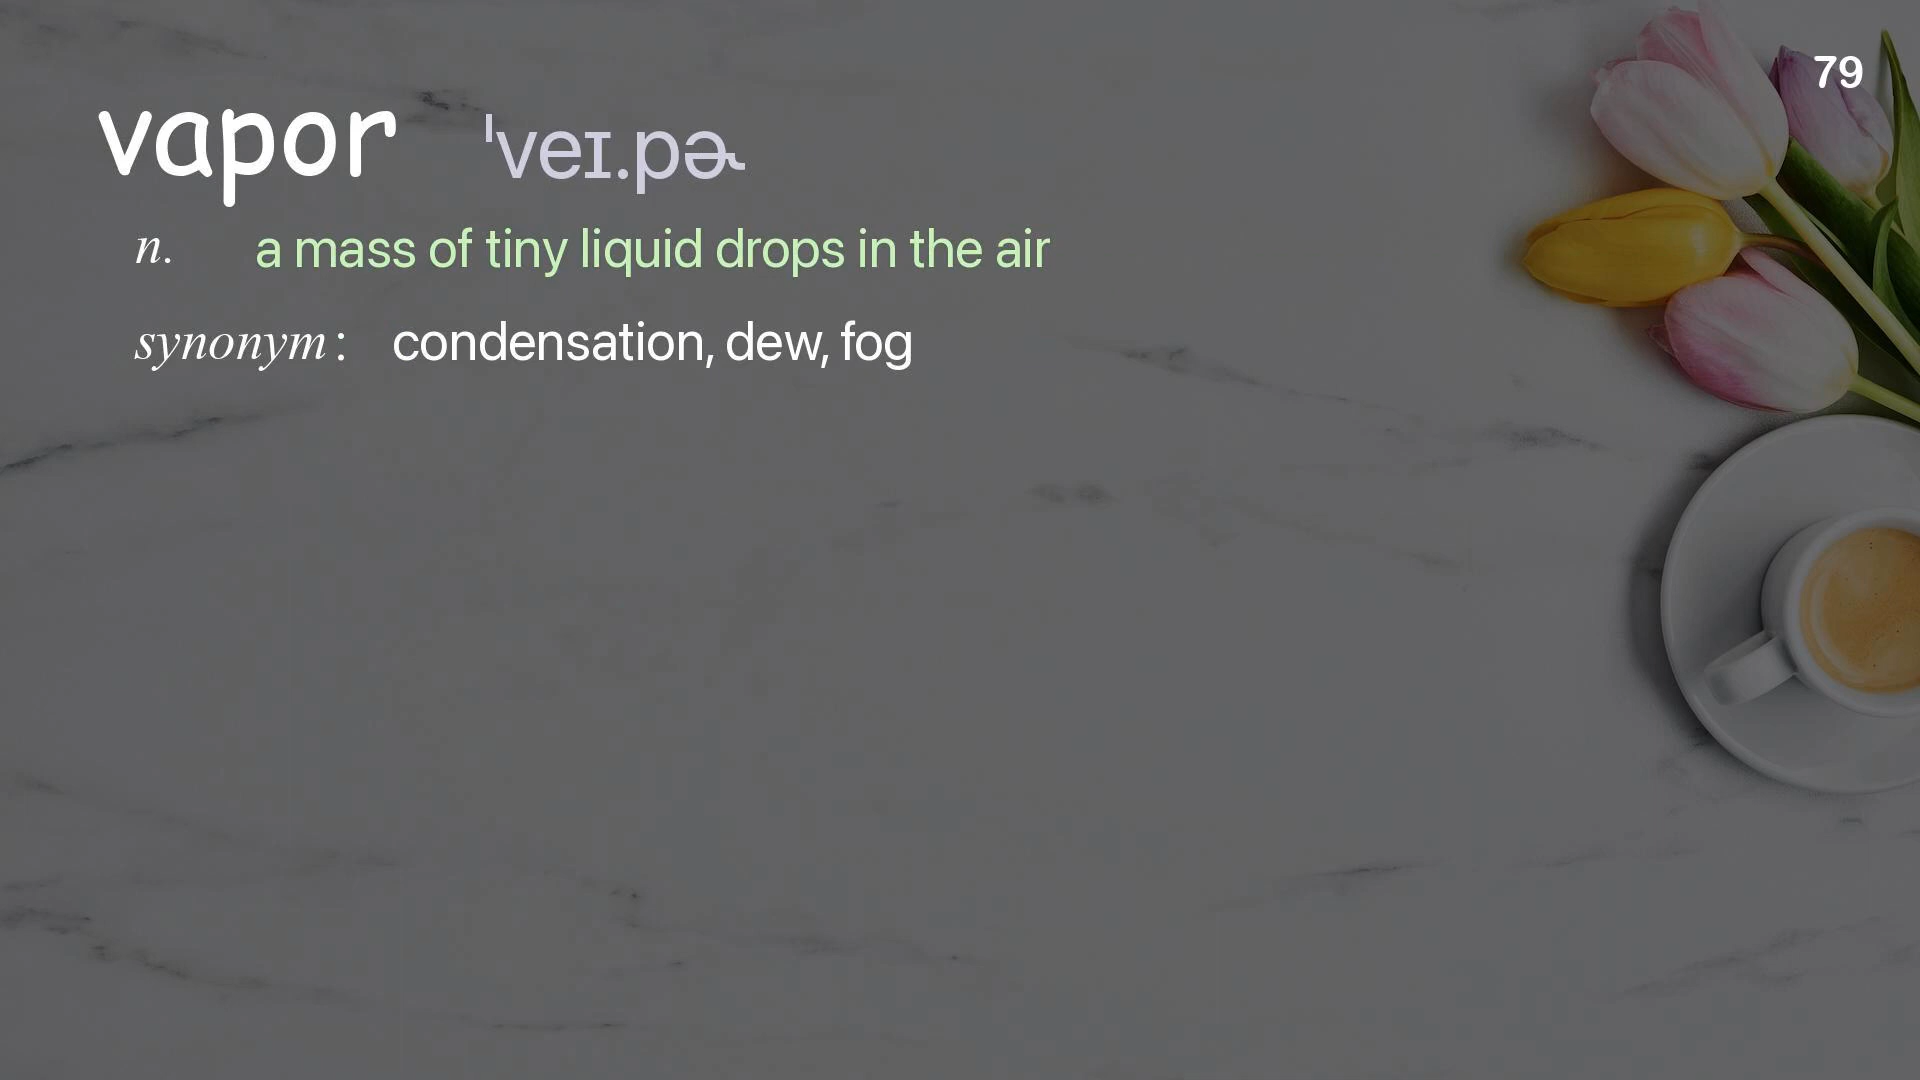 79
vapor ˈveɪ.pɚ
n. a mass of tiny liquid drops in the air
synonym: condensation, dew, fog